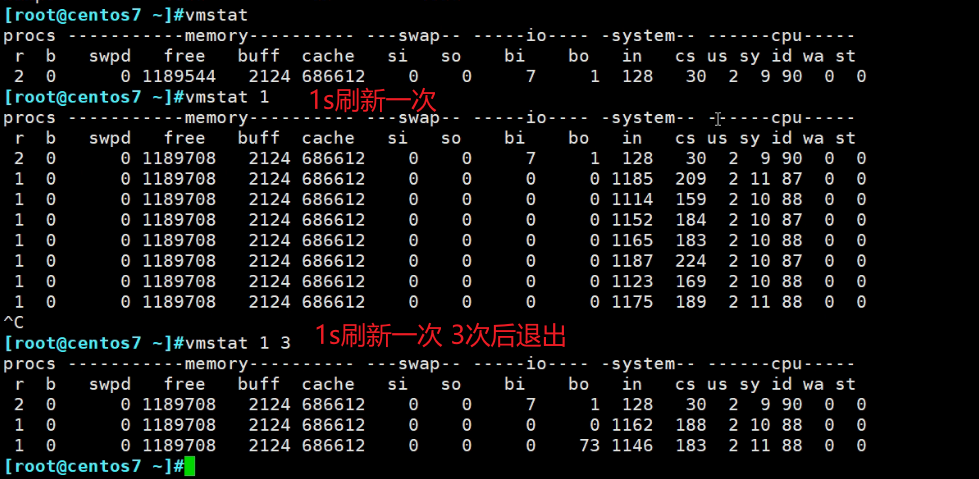 [root@centos7 ~]#vmstat
procs -----------memory---------- ---swap-- -----io---- -system-- ------cpu-----
 r  b   swpd   free   buff  cache   si   so    bi    bo   in   cs us sy id wa st
 2  0      0 1189544   2124 686612    0    0     7     1  128   30  2  9 90  0  0
[root@centos7 ~]#vmstat 1 1s刷新一次
procs -----------memory---------- ---swap-- -----io---- -system-- ------cpu-----
 r  b   swpd   free   buff  cache   si   so    bi    bo   in   cs us sy id wa st
 2  0      0 1189708   2124 686612    0    0     7     1  128   30  2  9 90  0  0
 1  0      0 1189708   2124 686612    0    0     0     0 1185  209  2 11 87  0  0
 1  0      0 1189708   2124 686612    0    0     0     0 1114  159  2 10 88  0  0
 1  0      0 1189708   2124 686612    0    0     0     0 1152  184  2 10 87  0  0
 1  0      0 1189708   2124 686612    0    0     0     0 1165  183  2 10 88  0  0
 1  0      0 1189708   2124 686612    0    0     0     0 1187  224  2 10 87  0  0
 1  0      0 1189708   2124 686612    0    0     0     0 1123  169  2 10 88  0  0
 1  0      0 1189708   2124 686612    0    0     0     0 1175  189  2 11 88  0  0
^C
[root@centos7 ~]#vmstat 1 3 1s刷新一次 3次后退出
procs -----------memory---------- ---swap-- -----io---- -system-- ------cpu-----
 r  b   swpd   free   buff  cache   si   so    bi    bo   in   cs us sy id wa st
 2  0      0 1189708   2124 686612    0    0     7     1  128   30  2  9 90  0  0
 1  0      0 1189708   2124 686612    0    0     0     0 1162  188  2 10 88  0  0
 1  0      0 1189708   2124 686612    0    0     0    73 1146  183  2 11 88  0  0
[root@centos7 ~]#